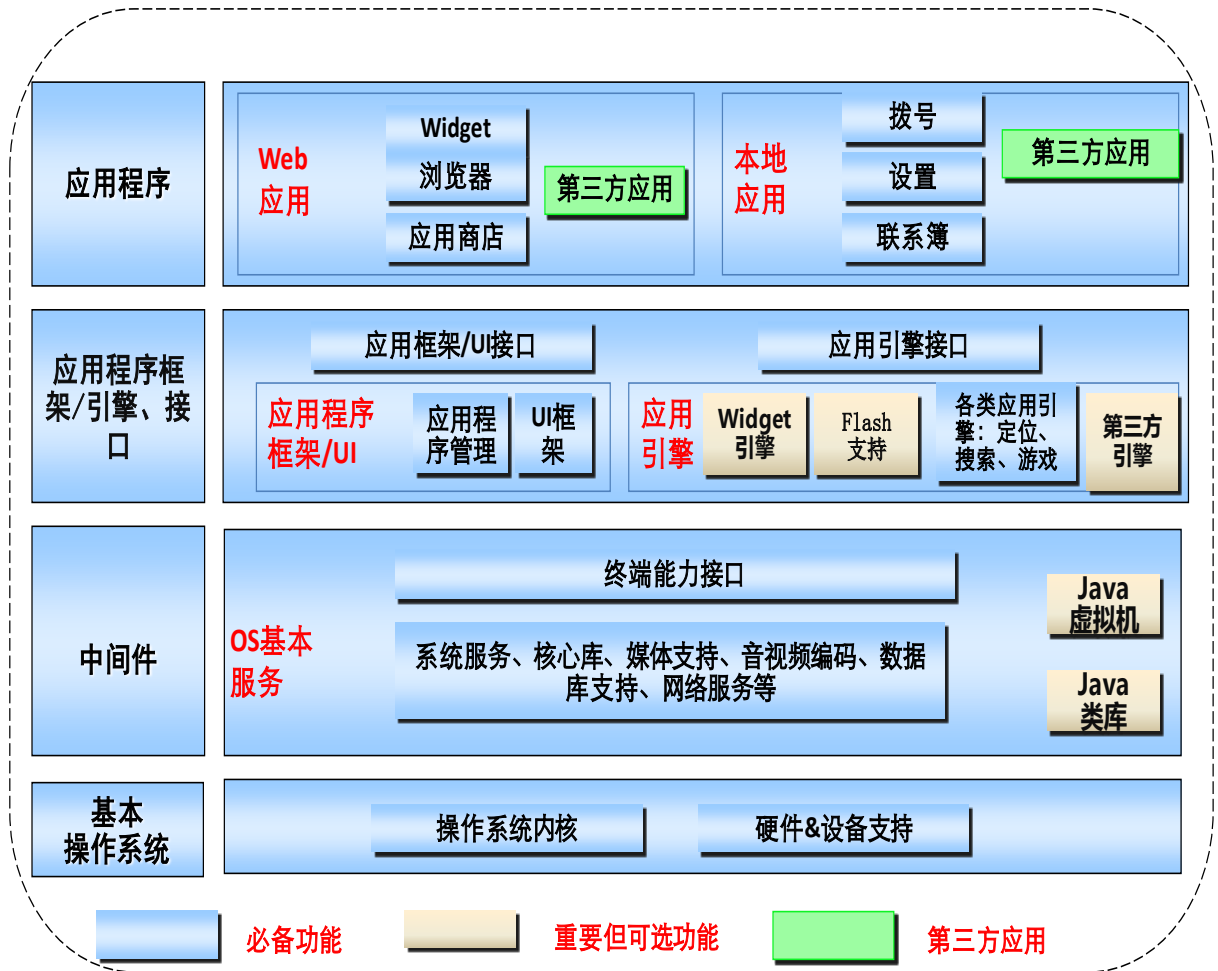 应用程序
Web
应用
Widget
浏览器
应用商店
第三方应用
本地
应用
拨号
设置
联系簿
第三方应用
应用程序框
架/引擎、接
口
应用框架/UI接口
应用引擎接口
应用程序
框架/UI
应用程
序管理
UI框
架
应用
引擎
Widget
引擎
Flash
支持
各类应用引
擎：定位、
搜索、游戏
第三方
引擎
中间件
OS基本
服务
终端能力接口
系统服务、核心库、媒体支持、音视频编码、数据
库支持、网络服务等
Java
虚拟机
Java
类库
基本
操作系统
操作系统内核
硬件&设备支持
必备功能
重要但可选功能
第三方应用